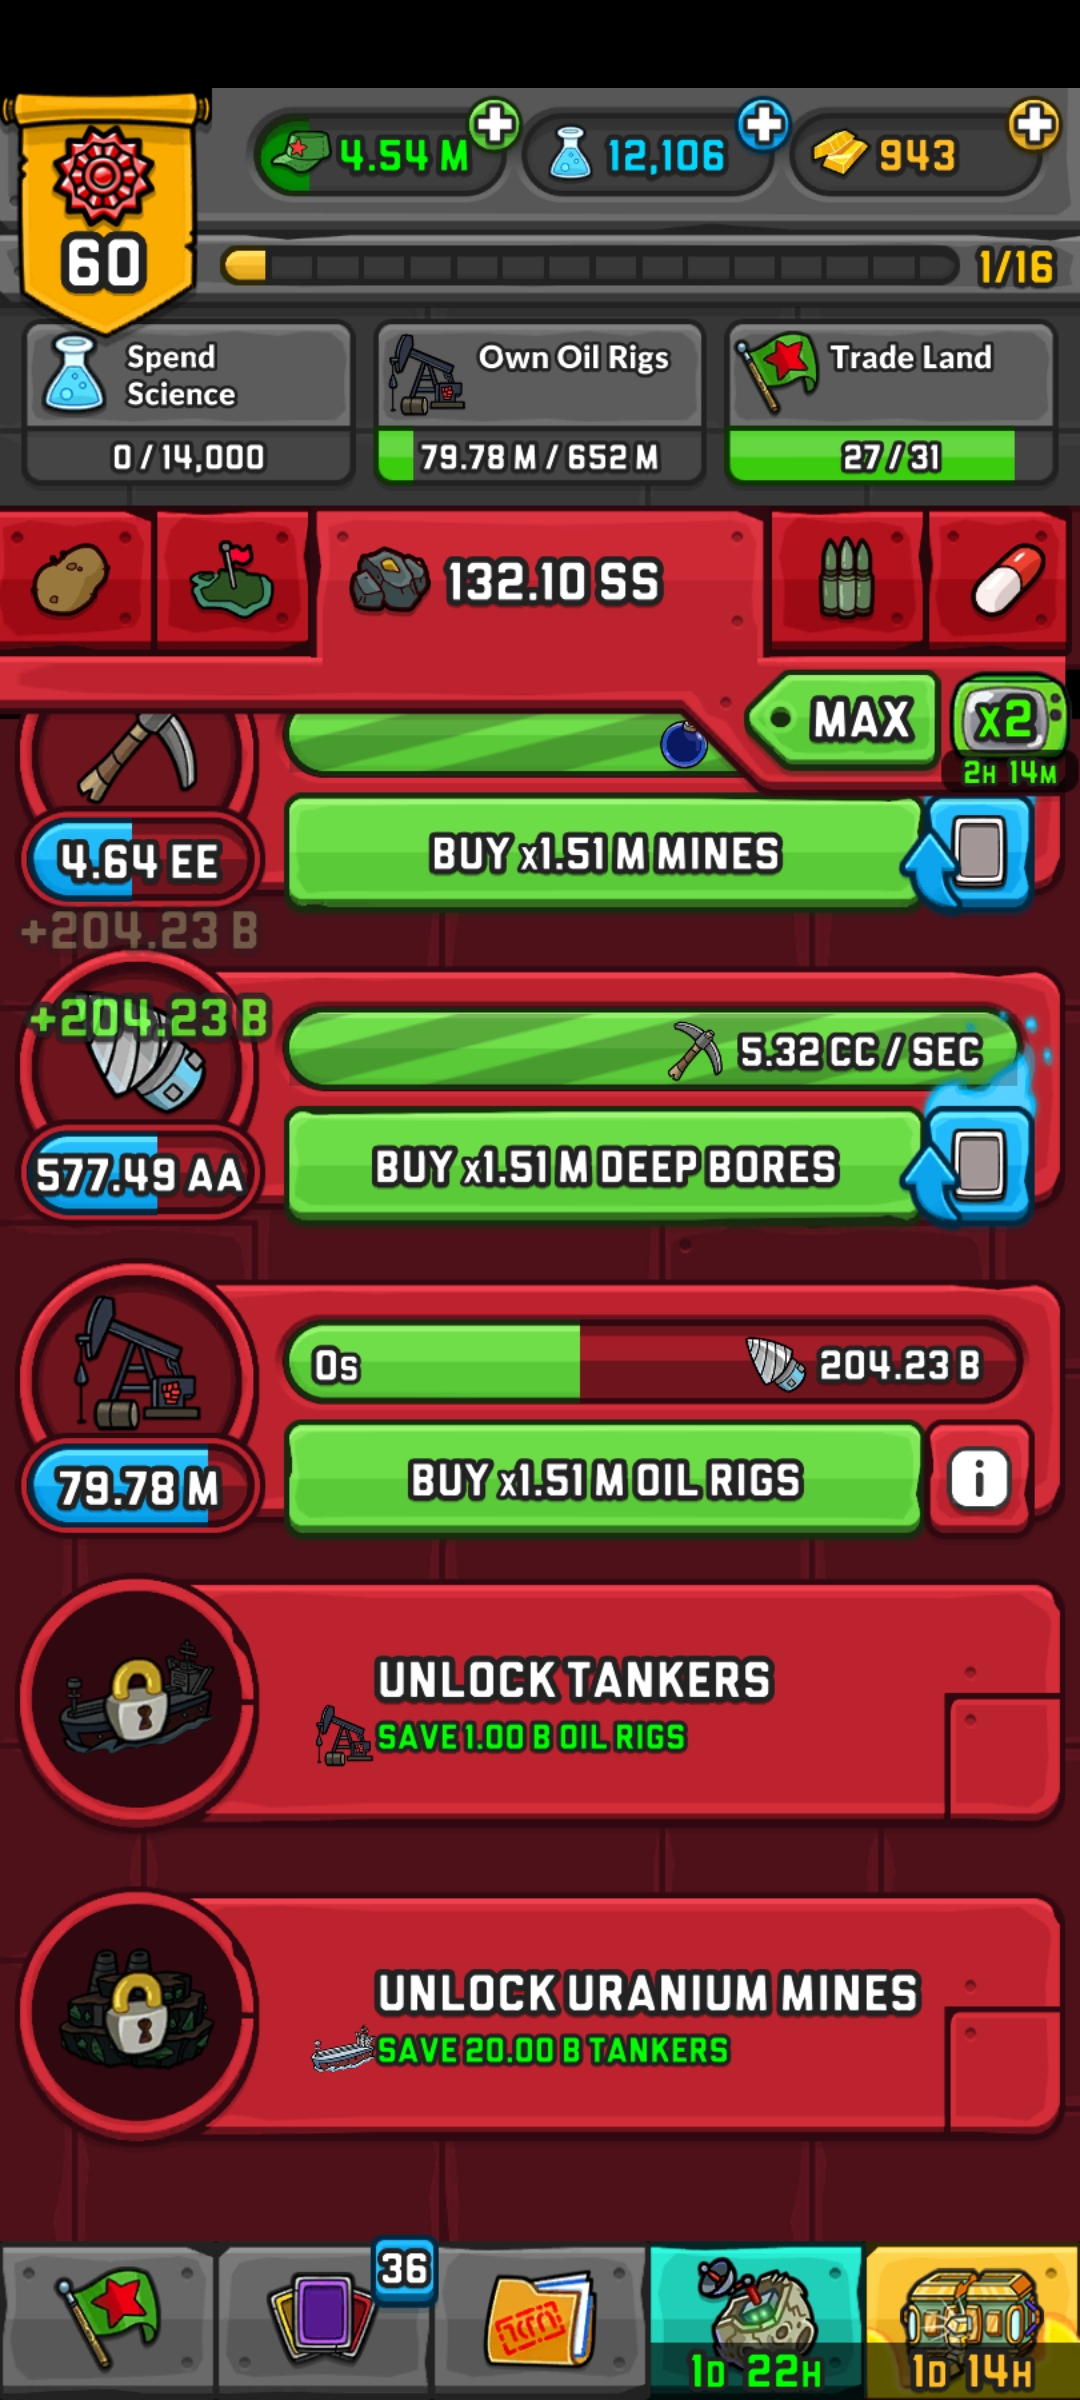 4.54 M
12,106
943
60
1/16
Spend
Science
0 / 14,000
Own Oil Rigs
79.78 M / 652 M
Trade Land
27 / 31
132.10 SS
MAX
x2
2H 14M
4.64 EE
BUY x1.51 M MINES
+204.23 B
+204.23 B
5.32 CC / SEC
577.49 AA
BUY x1.51 M DEEP BORES
0s
204.23 B
79.78 M
BUY x1.51 M OIL RIGS
i
UNLOCK TANKERS
SAVE 1.00 B OIL RIGS
UNLOCK URANIUM MINES
SAVE 20.00 B TANKERS
36
1D 22H
1D 14H